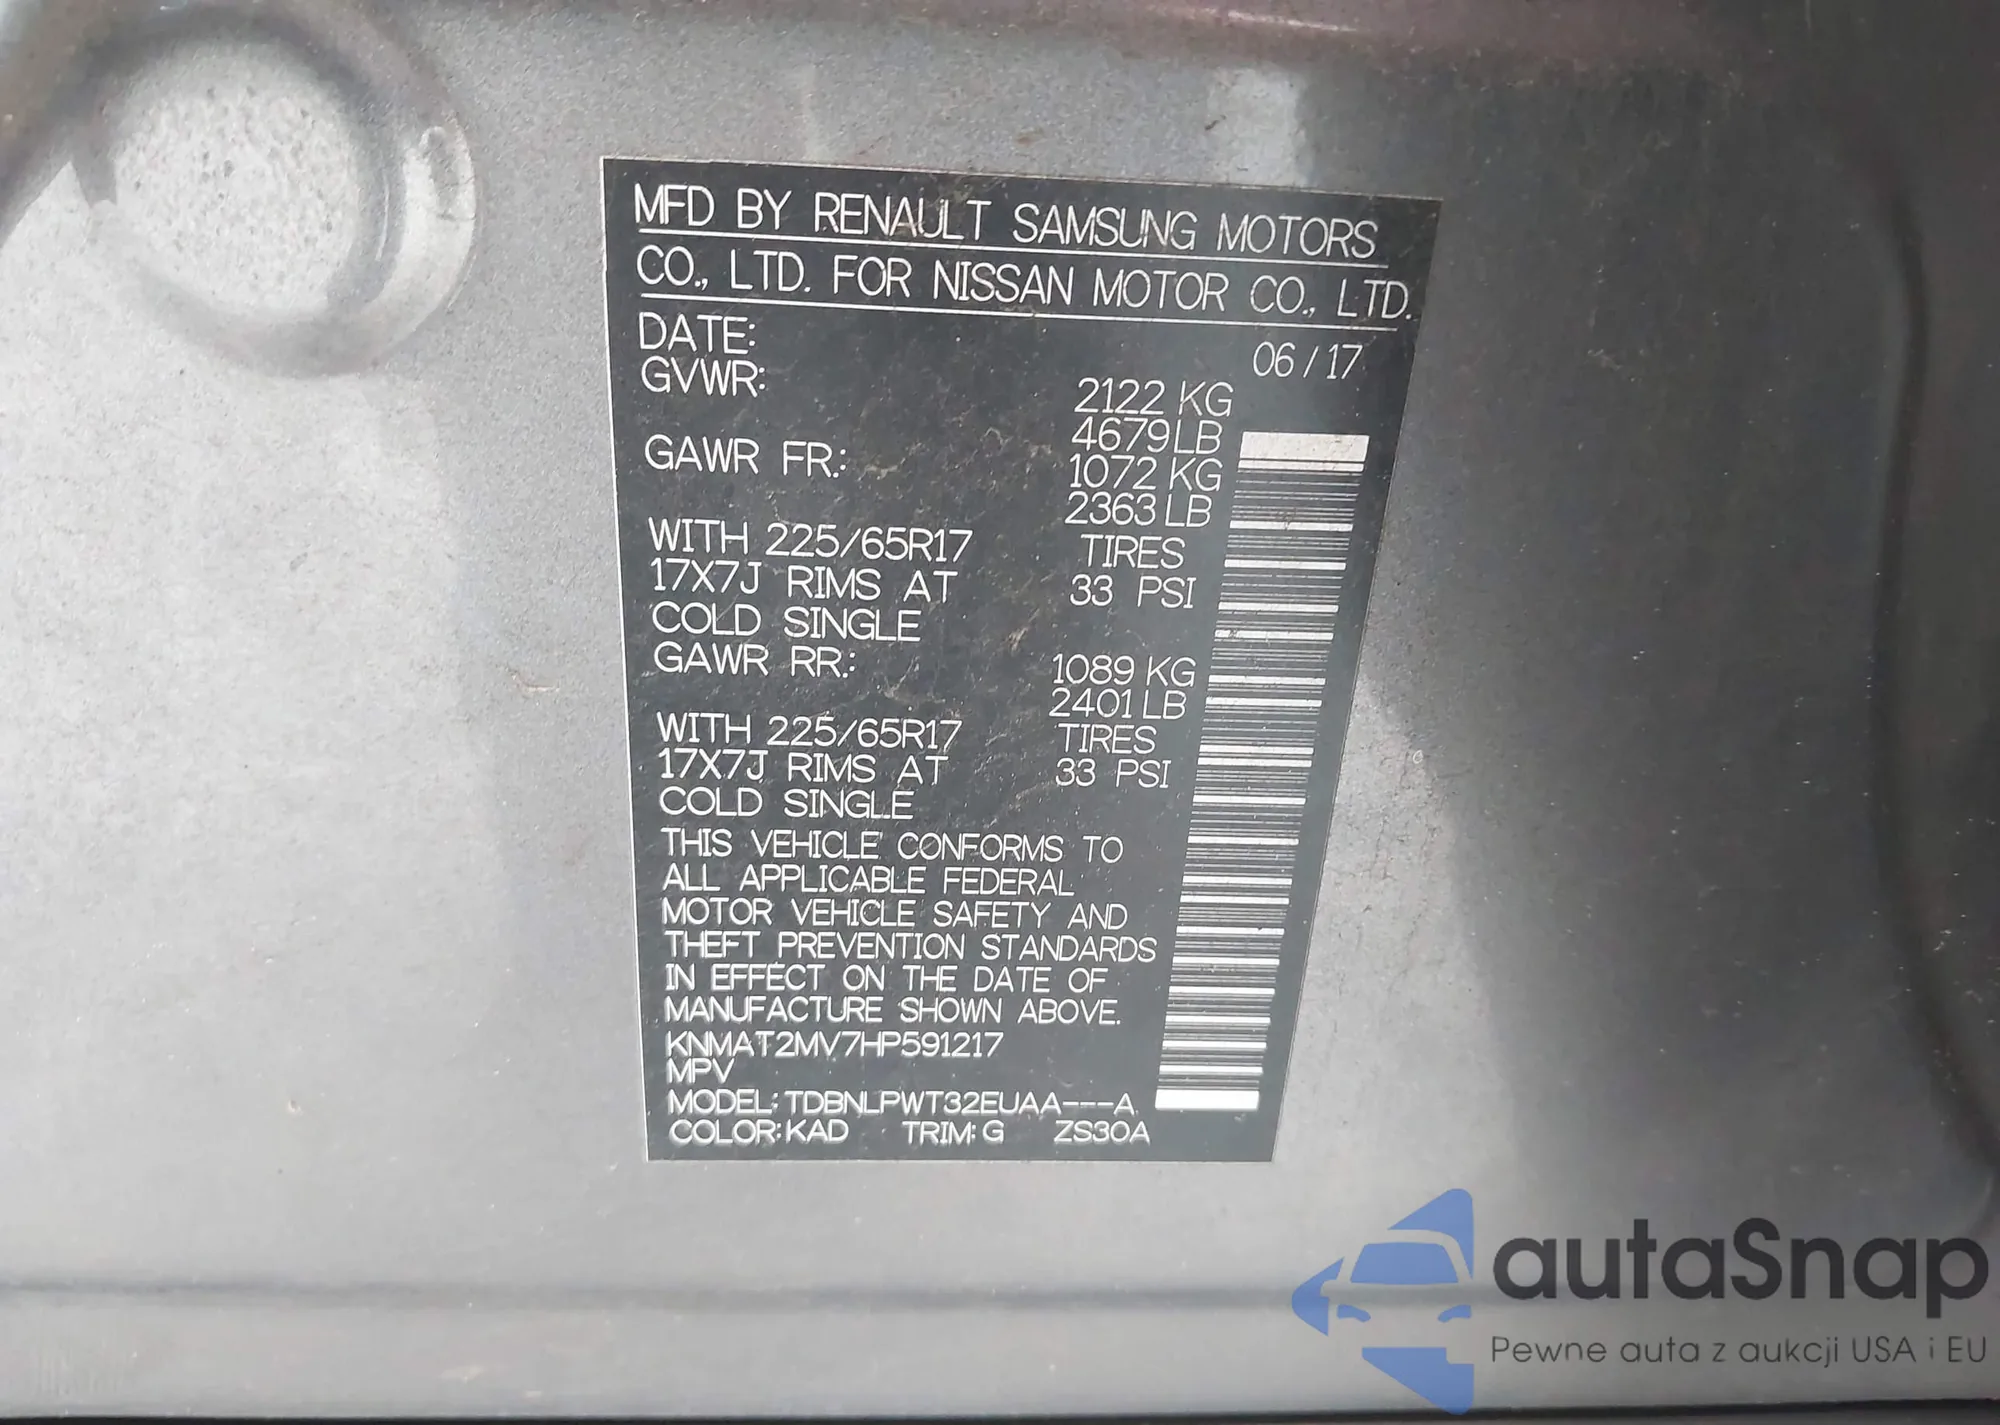 MFD BY RENAULT SAMSUNG MOTORS
CO., LTD. FOR NISSAN MOTOR CO., LTD.
DATE: 06 / 17
GVWR: 2122 KG
4679 LB
GAWR FR.: 1072 KG
2363 LB
WITH 225/65R17 TIRES
17X7J RIMS AT 33 PSI
COLD SINGLE
GAWR RR.: 1089 KG
2401 LB
WITH 225/65R17 TIRES
17X7J RIMS AT 33 PSI
COLD SINGLE
THIS VEHICLE CONFORMS TO
ALL APPLICABLE FEDERAL
MOTOR VEHICLE SAFETY AND
THEFT PREVENTION STANDARDS
IN EFFECT ON THE DATE OF
MANUFACTURE SHOWN ABOVE.
KNMAT2MV7HP591217
MPV
MODEL: TDBNLPWT32EUAA---A
COLOR: KAD TRIM: G ZS30A
autaSnap
Pewne auta z aukcji USA i EU